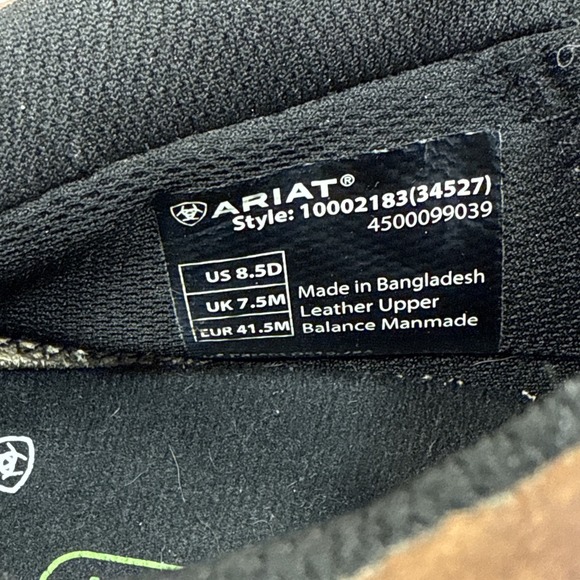 ARIAT®
Style: 10002183(34527)
4500099039
US 8.5D
UK 7.5M
EUR 41.5M
Made in Bangladesh
Leather Upper
Balance Manmade